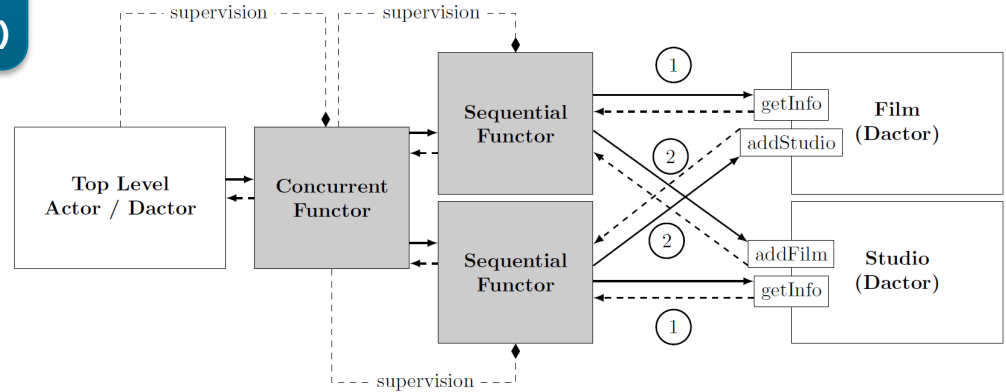 )
supervision
supervision
Top Level
Actor / Dactor
Concurrent
Functor
Sequential
Functor
Sequential
Functor
1
2
2
1
getInfo
addStudio
Film
(Dactor)
addFilm
getInfo
Studio
(Dactor)
supervision